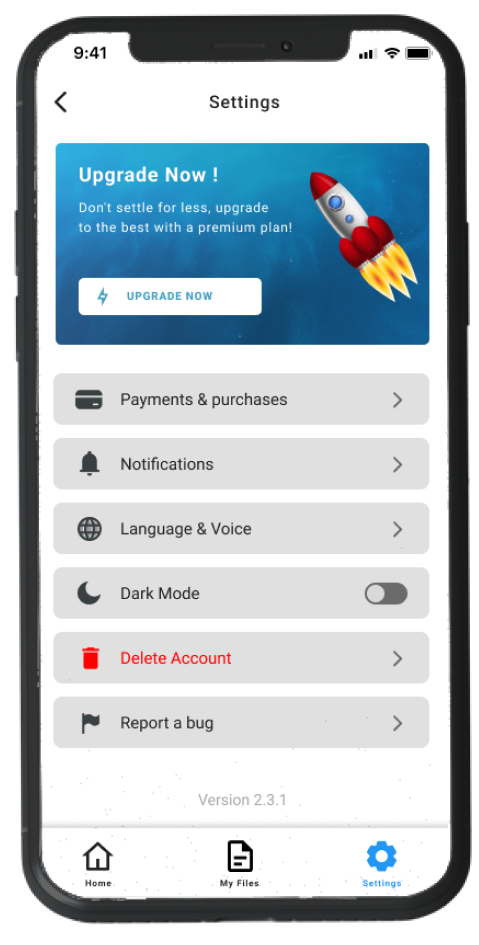 9:41
Settings
Upgrade Now !
Don't settle for less, upgrade
to the best with a premium plan!
UPGRADE NOW
Payments & purchases
Notifications
Language & Voice
Dark Mode
Delete Account
Report a bug
Version 2.3.1
Home
My Files
Settings